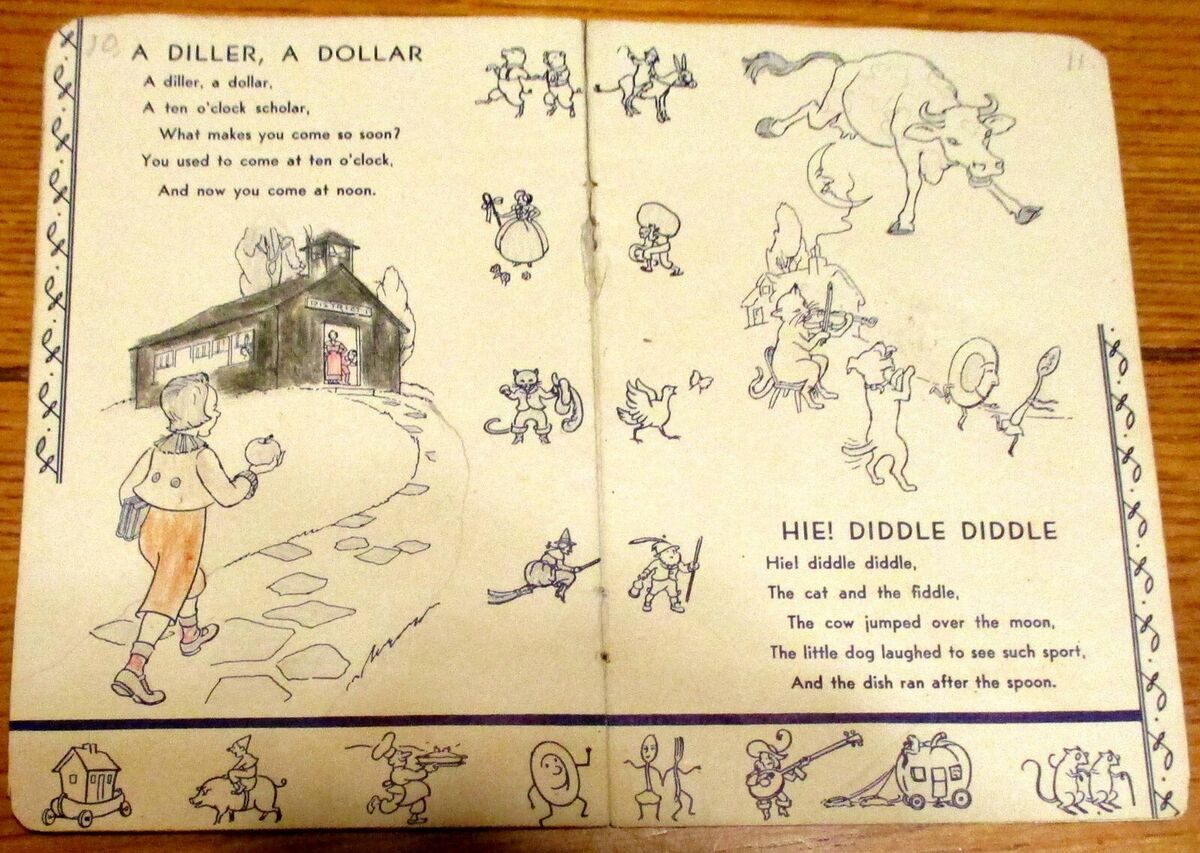 10
A DILLER, A DOLLAR
A diller, a dollar,
A ten o'clock scholar,
What makes you come so soon?
You used to come at ten o'clock,
And now you come at noon.
DISTRICT 1
11
HIE! DIDDLE DIDDLE
Hie! diddle diddle,
The cat and the fiddle,
The cow jumped over the moon,
The little dog laughed to see such sport,
And the dish ran after the spoon.